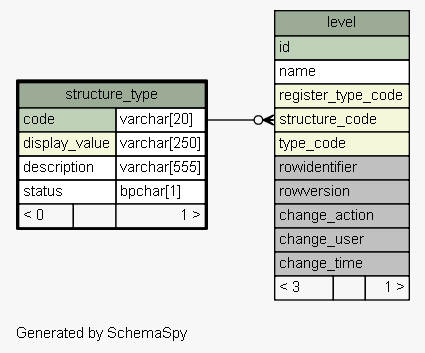 structure_type
code varchar[20]
display_value varchar[250]
description varchar[555]
status bpchar[1]
< 0 1 >
level
id
name
register_type_code
structure_code
type_code
rowidentifier
rowversion
change_action
change_user
change_time
< 3 1 >
Generated by SchemaSpy